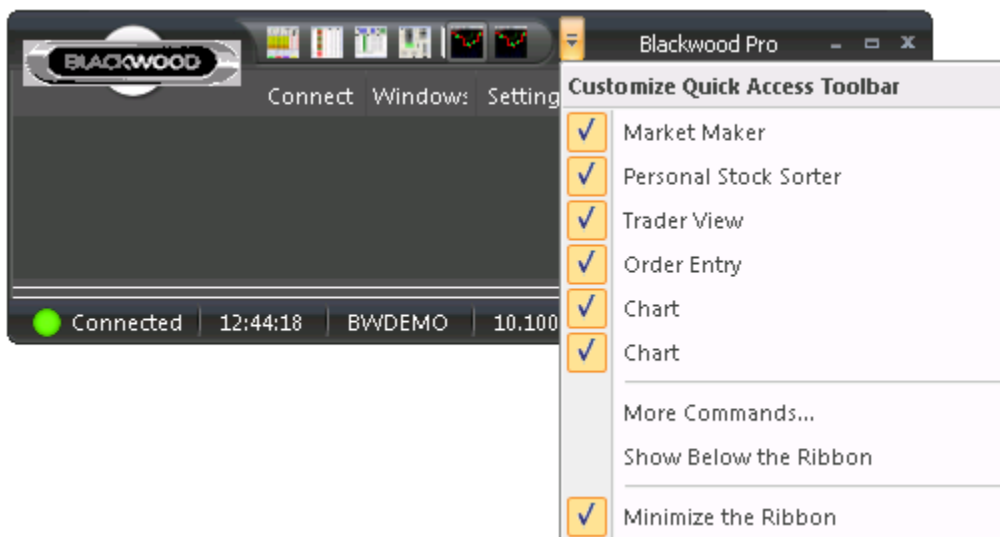 Blackwood Pro
BLACKWOOD
Connect Windows Setting
Customize Quick Access Toolbar
Market Maker
Personal Stock Sorter
Trader View
Order Entry
Chart
Chart
More Commands...
Show Below the Ribbon
Minimize the Ribbon
Connected 12:44:18 BWDEMO 10.100